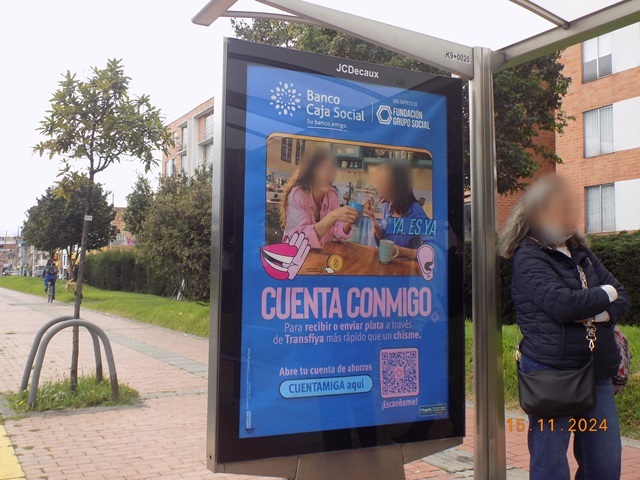 K9+0020
JCDecaux
Banco
Caja Social
Su banco amigo.
UNA EMPRESA DE
FUNDACIÓN
GRUPO SOCIAL
YA, ES YA
CUENTA CONMIGO
Para recibir o enviar plata a través
de Transfiya más rápido que un chisme.
Abre tu cuenta de ahorros
CUENTAMIGA aquí
¡Escanéame!
15.11.2024